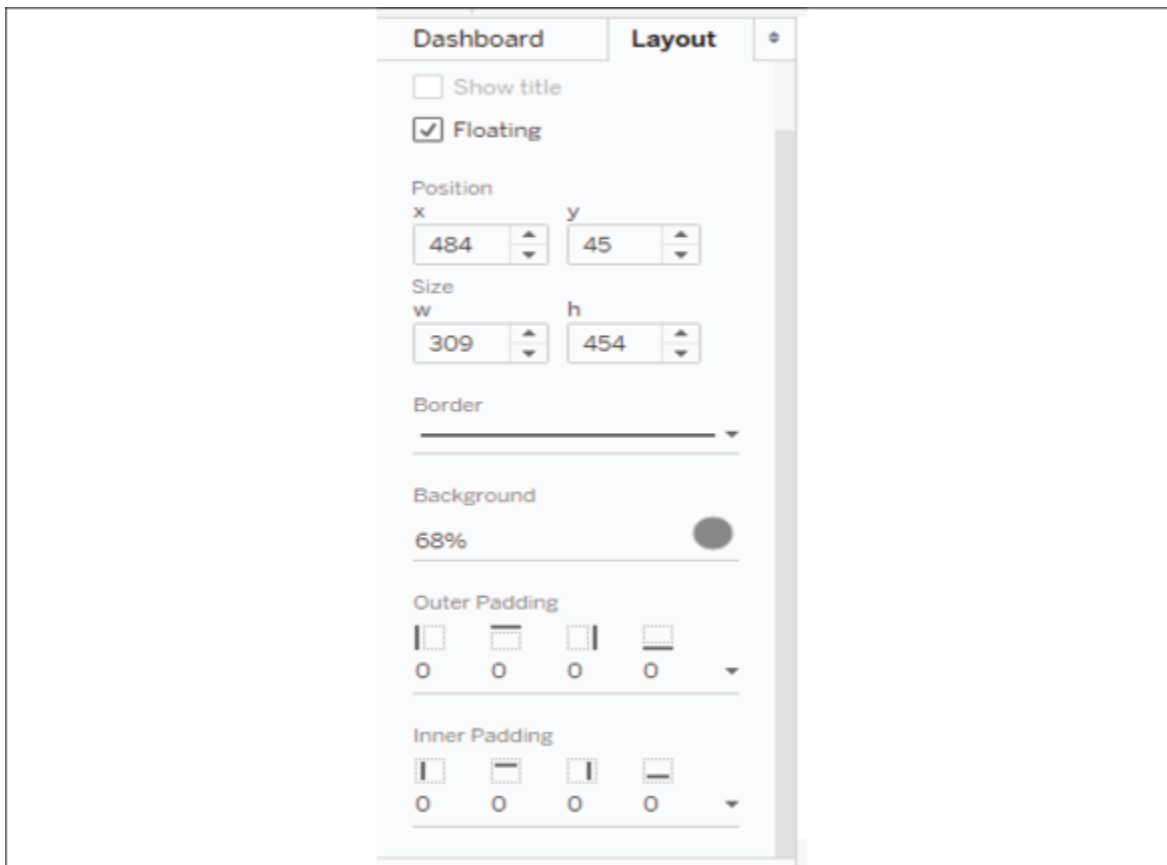 Dashboard Layout
Show title
Floating
Position
x y
484 45
Size
w h
309 454
Border
Background
68%
Outer Padding
0 0 0 0
Inner Padding
0 0 0 0